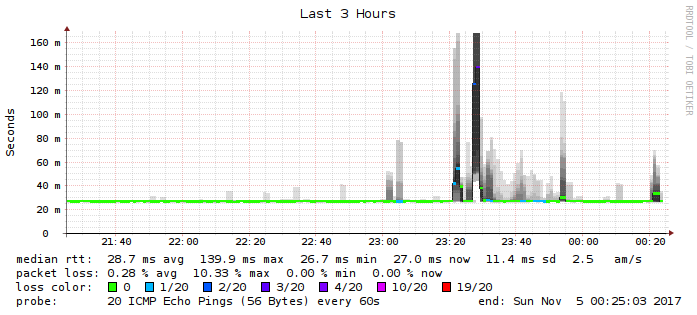 Last 3 Hours
RRDTOOL / TOBI OETIKER
Seconds
160 m
140 m
120 m
100 m
80 m
60 m
40 m
20 m
0
21:40 22:00 22:20 22:40 23:00 23:20 23:40 00:00 00:20
median rtt: 28.7 ms avg 139.9 ms max 26.7 ms min 27.0 ms now 11.4 ms sd 2.5 am/s
packet loss: 0.28 % avg 10.33 % max 0.00 % min 0.00 % now
loss color: 0 1/20 2/20 3/20 4/20 10/20 19/20
probe: 20 ICMP Echo Pings (56 Bytes) every 60s end: Sun Nov 5 00:25:03 2017